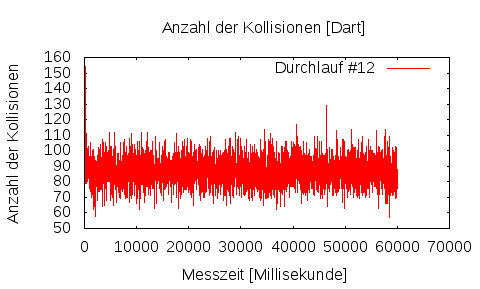 Anzahl der Kollisionen [Dart]
Durchlauf #12
Anzahl der Kollisionen
160
150
140
130
120
110
100
90
80
70
60
50
0 10000 20000 30000 40000 50000 60000 70000
Messzeit [Millisekunde]